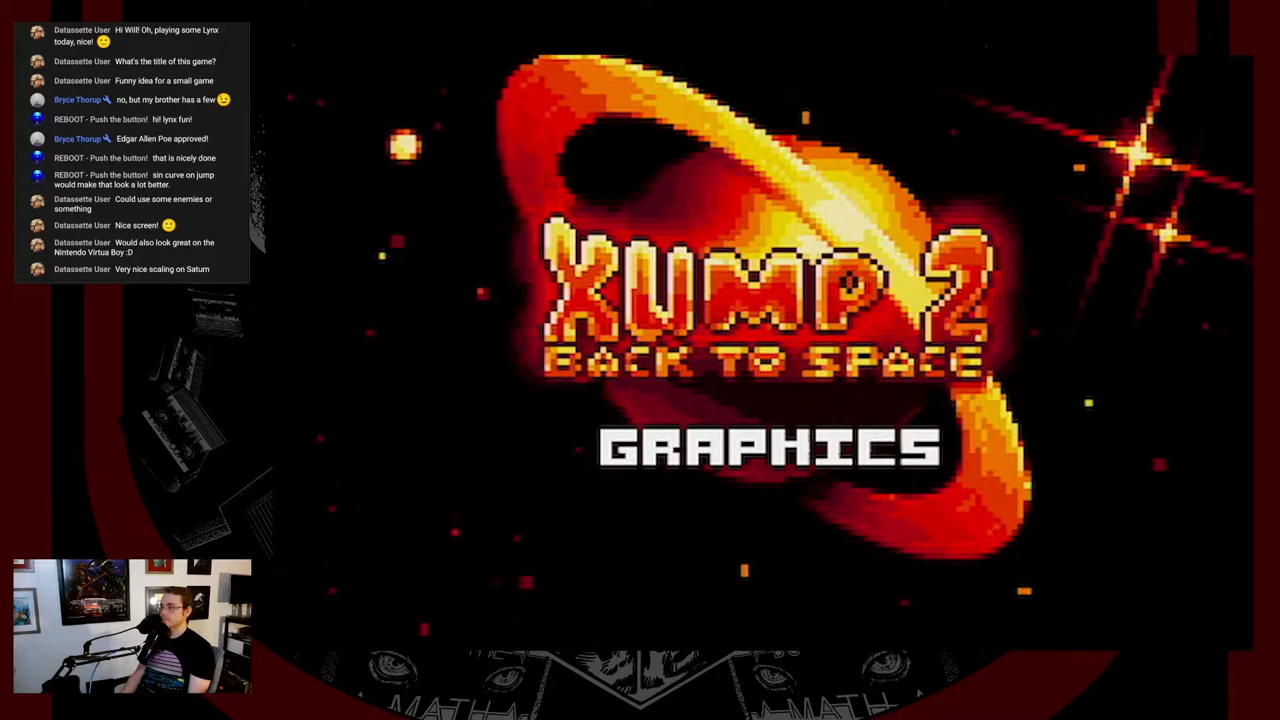 Datassette User Hi Will! Oh, playing some Lynx
today, nice! 🙂
Datassette User What's the title of this game?
Datassette User Funny idea for a small game
Bryce Thorup no, but my brother has a few 😉
REBOOT - Push the button! hi! lynx fun!
Bryce Thorup Edgar Allen Poe approved!
REBOOT - Push the button! that is nicely done
REBOOT - Push the button! sin curve on jump
would make that look a lot better.
Datassette User Could use some enemies or
something
Datassette User Nice screen! 🙂
Datassette User Would also look great on the
Nintendo Virtua Boy :D
Datassette User Very nice scaling on Saturn
XUMP 2
BACK TO SPACE
GRAPHICS